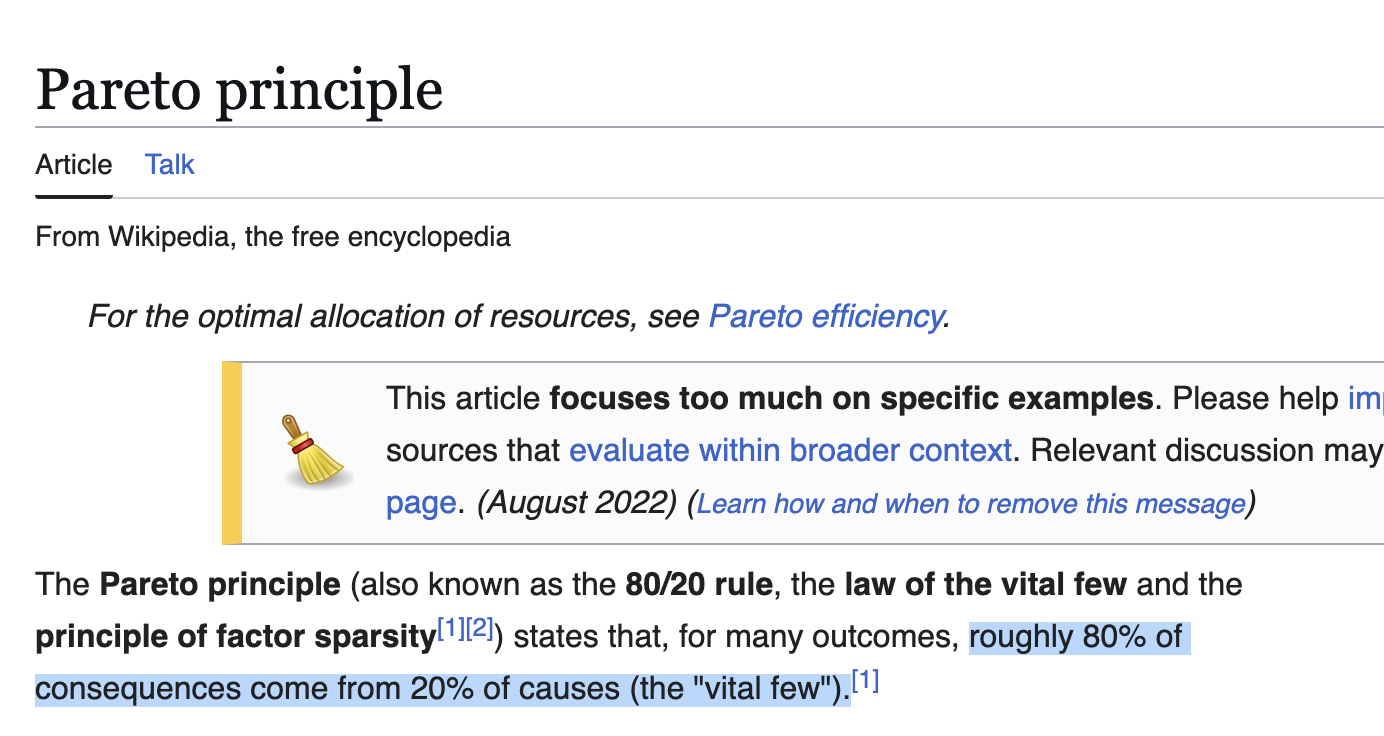 Pareto principle
Article Talk
From Wikipedia, the free encyclopedia
For the optimal allocation of resources, see Pareto efficiency.
This article focuses too much on specific examples. Please help
sources that evaluate within broader context. Relevant discussion may
page. (August 2022) (Learn how and when to remove this message)
The Pareto principle (also known as the 80/20 rule, the law of the vital few and the
principle of factor sparsity[1][2]) states that, for many outcomes, roughly 80% of
consequences come from 20% of causes (the "vital few").[1]